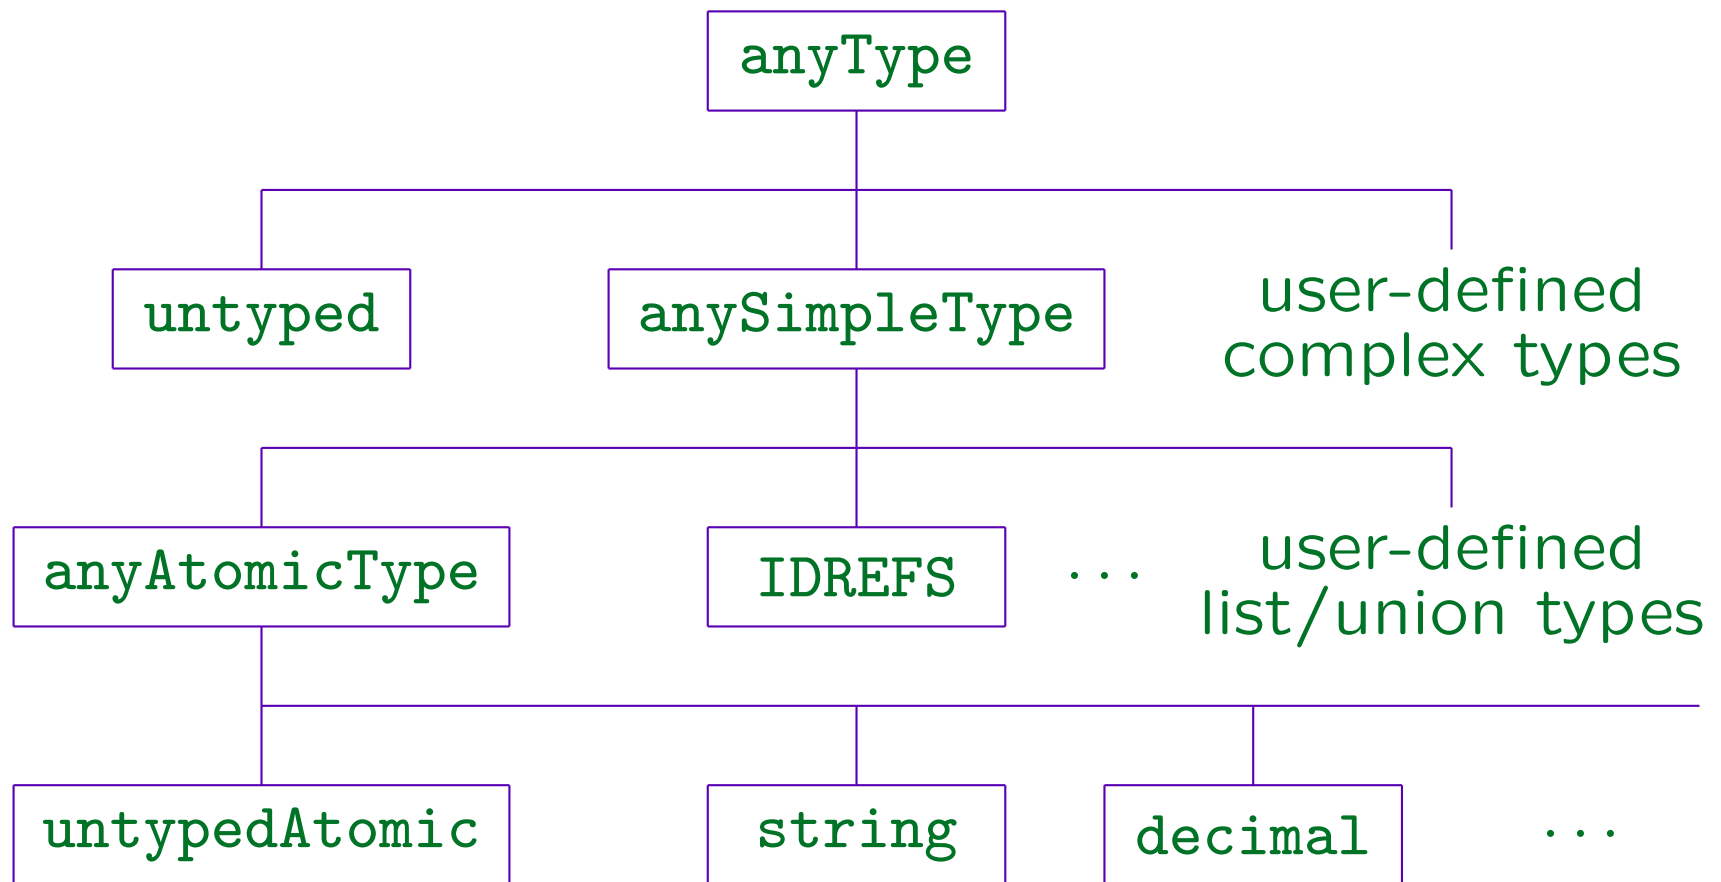 anyType
untyped
anySimpleType
user-defined
complex types
anyAtomicType
IDREFS
...
user-defined
list/union types
untypedAtomic
string
decimal
...